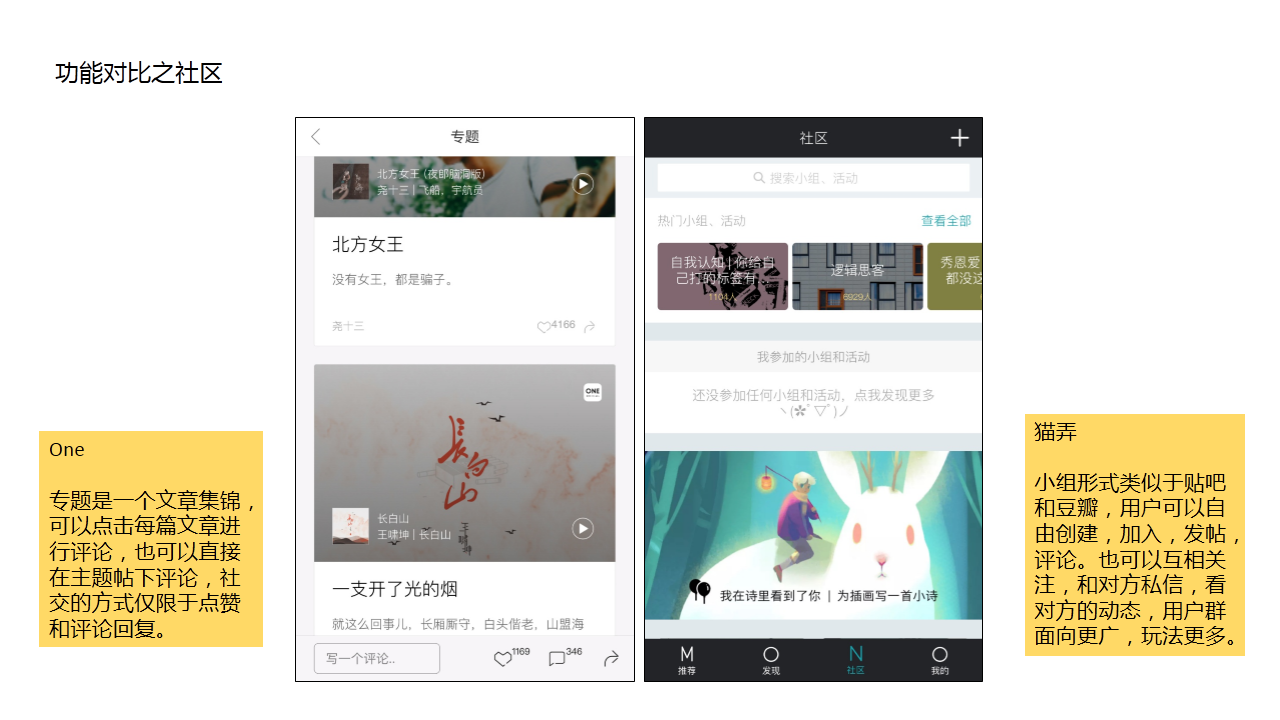 功能对比之社区
专题
北方女王 (夜郎脱润版)
尧十三 | 飞船，宇航员
北方女王
没有女王，都是骗子。
尧十三
4166
ONE
长白山
长白山
王啸坤 | 长白山
一支开了光的烟
就这么回事儿，长厢厮守，白头偕老，山盟海
写一个评论..
1169
346
社区
搜索小组、活动
热门小组、活动
查看全部
自我认知 | 你给自
己打的标签有...
1104人
逻辑思客
6929人
秀恩爱
都没这
我参加的小组和活动
还没参加任何小组和活动，点我发现更多
ヽ(✲ﾟ▽ﾟ)ノ
我在诗里看到了你 | 为插画写一首小诗
M
推荐
O
发现
N
社区
O
我的
One
专题是一个文章集锦，
可以点击每篇文章进
行评论，也可以直接
在主题帖下评论，社
交的方式仅限于点赞
和评论回复。
猫弄
小组形式类似于贴吧
和豆瓣，用户可以自
由创建，加入，发帖，
评论。也可以互相关
注，和对方私信，看
对方的动态，用户群
面向更广，玩法更多。